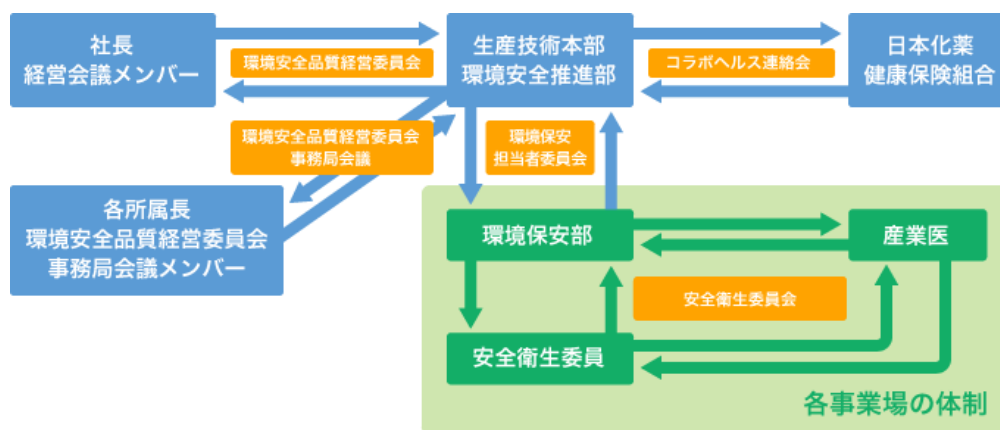 社長
経営会議メンバー
環境安全品質経営委員会
生産技術本部
環境安全推進部
コラボヘルス連絡会
日本化薬
健康保険組合
環境安全品質経営委員会
事務局会議
環境保安
担当者委員会
各所属長
環境安全品質経営委員会
事務局会議メンバー
環境保安部
産業医
安全衛生委員会
安全衛生委員
各事業場の体制